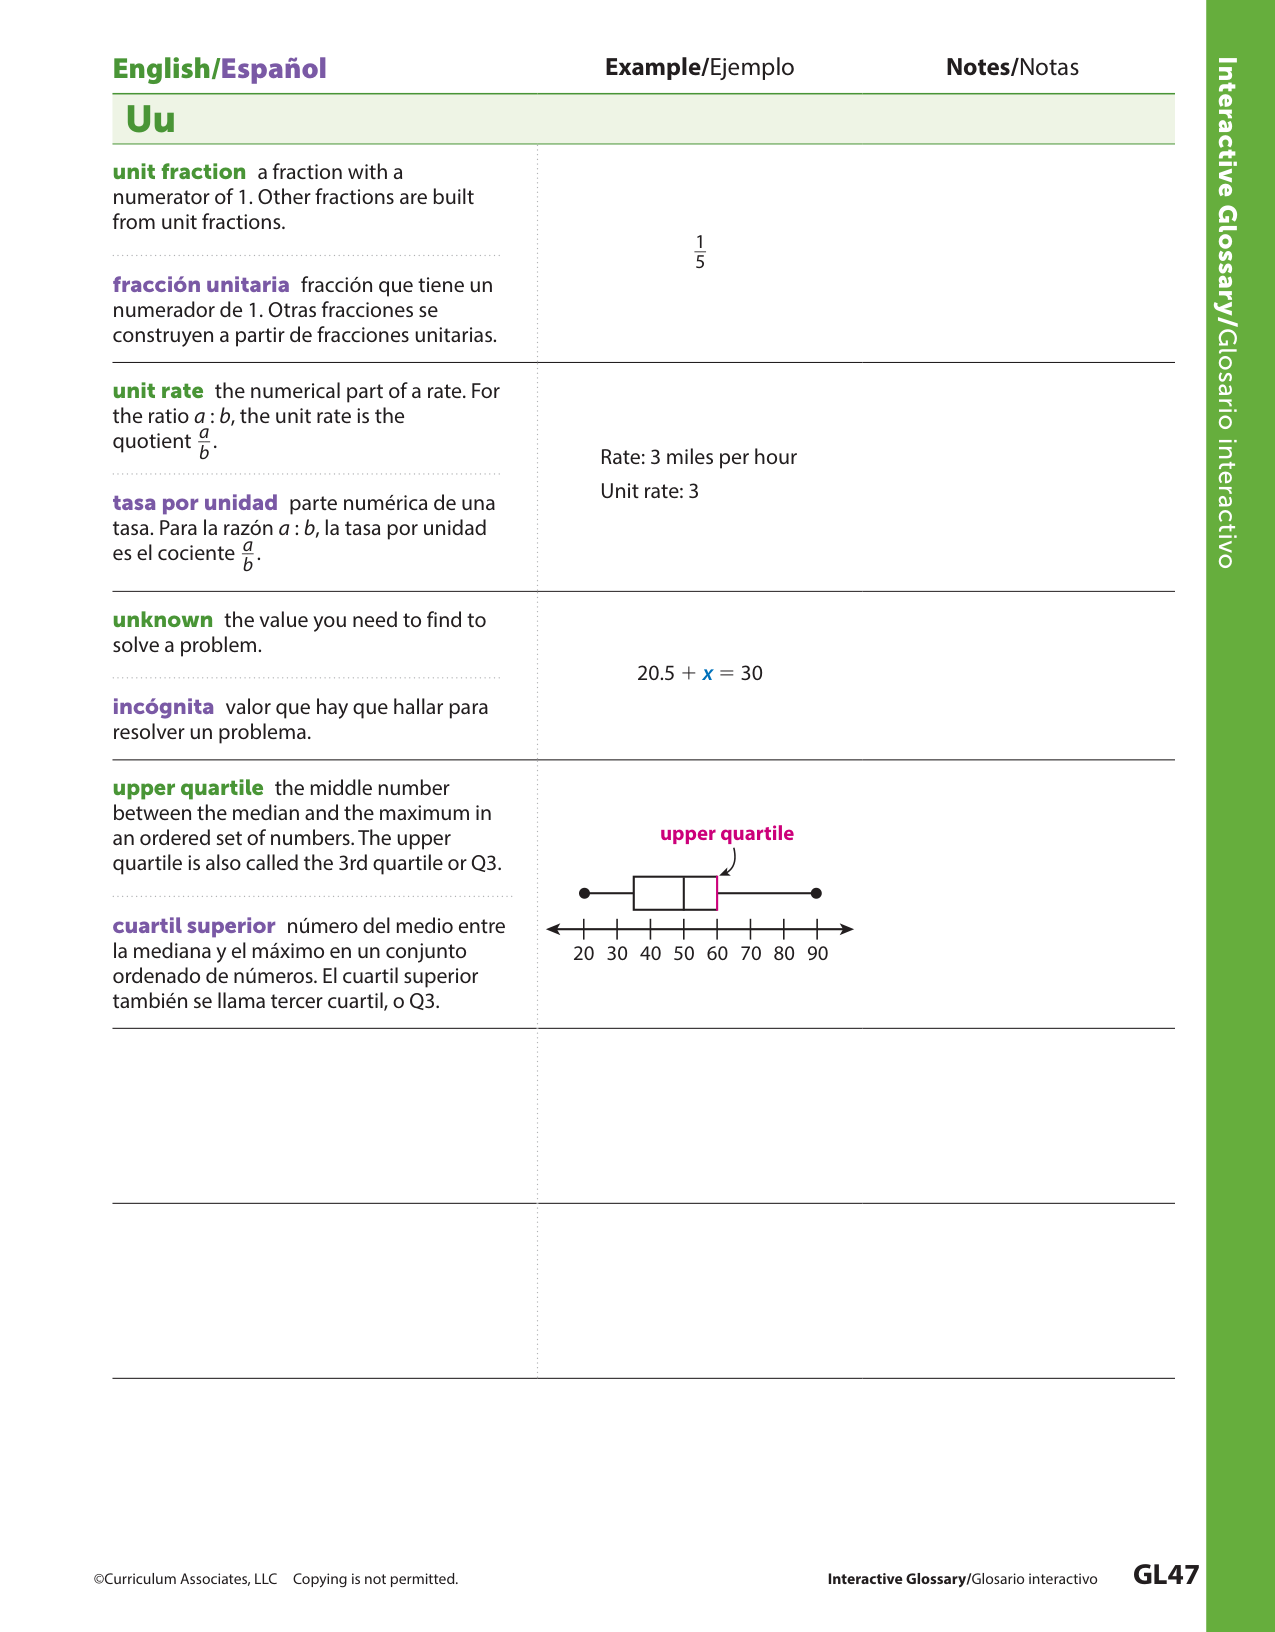 English/Español
Example/Ejemplo
Notes/Notas
Uu
unit fraction a fraction with a
numerator of 1. Other fractions are built
from unit fractions.
fracción unitaria fracción que tiene un
numerador de 1. Otras fracciones se
construyen a partir de fracciones unitarias.
1
5
unit rate the numerical part of a rate. For
the ratio a : b, the unit rate is the
quotient a/b.
tasa por unidad parte numérica de una
tasa. Para la razón a : b, la tasa por unidad
es el cociente a/b.
Rate: 3 miles per hour
Unit rate: 3
unknown the value you need to find to
solve a problem.
incógnita valor que hay que hallar para
resolver un problema.
20.5 + x = 30
upper quartile the middle number
between the median and the maximum in
an ordered set of numbers. The upper
quartile is also called the 3rd quartile or Q3.
cuartil superior número del medio entre
la mediana y el máximo en un conjunto
ordenado de números. El cuartil superior
también se llama tercer cuartil, o Q3.
upper quartile
20 30 40 50 60 70 80 90
©Curriculum Associates, LLC Copying is not permitted.
Interactive Glossary/Glosario interactivo
GL47
Interactive Glossary/Glosario interactivo